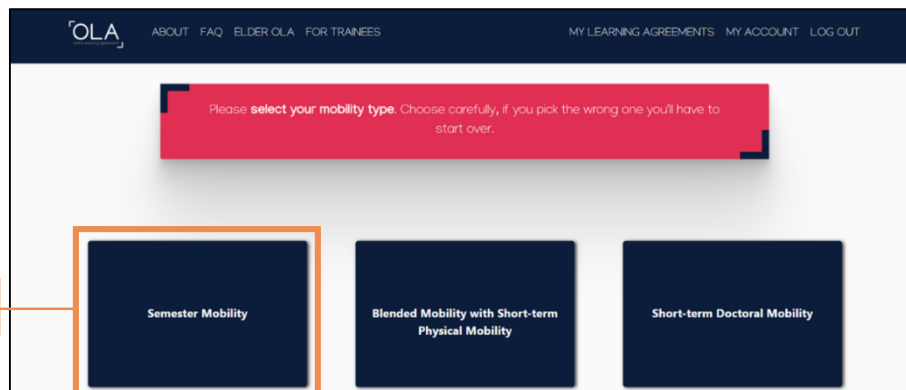 OLA
ABOUT FAQ ELDER OLA FOR TRAINEES MY LEARNING AGREEMENTS MY ACCOUNT LOG OUT
Please select your mobility type. Choose carefully, if you pick the wrong one you'll have to
start over.
Semester Mobility
Blended Mobility with Short-term
Physical Mobility
Short-term Doctoral Mobility